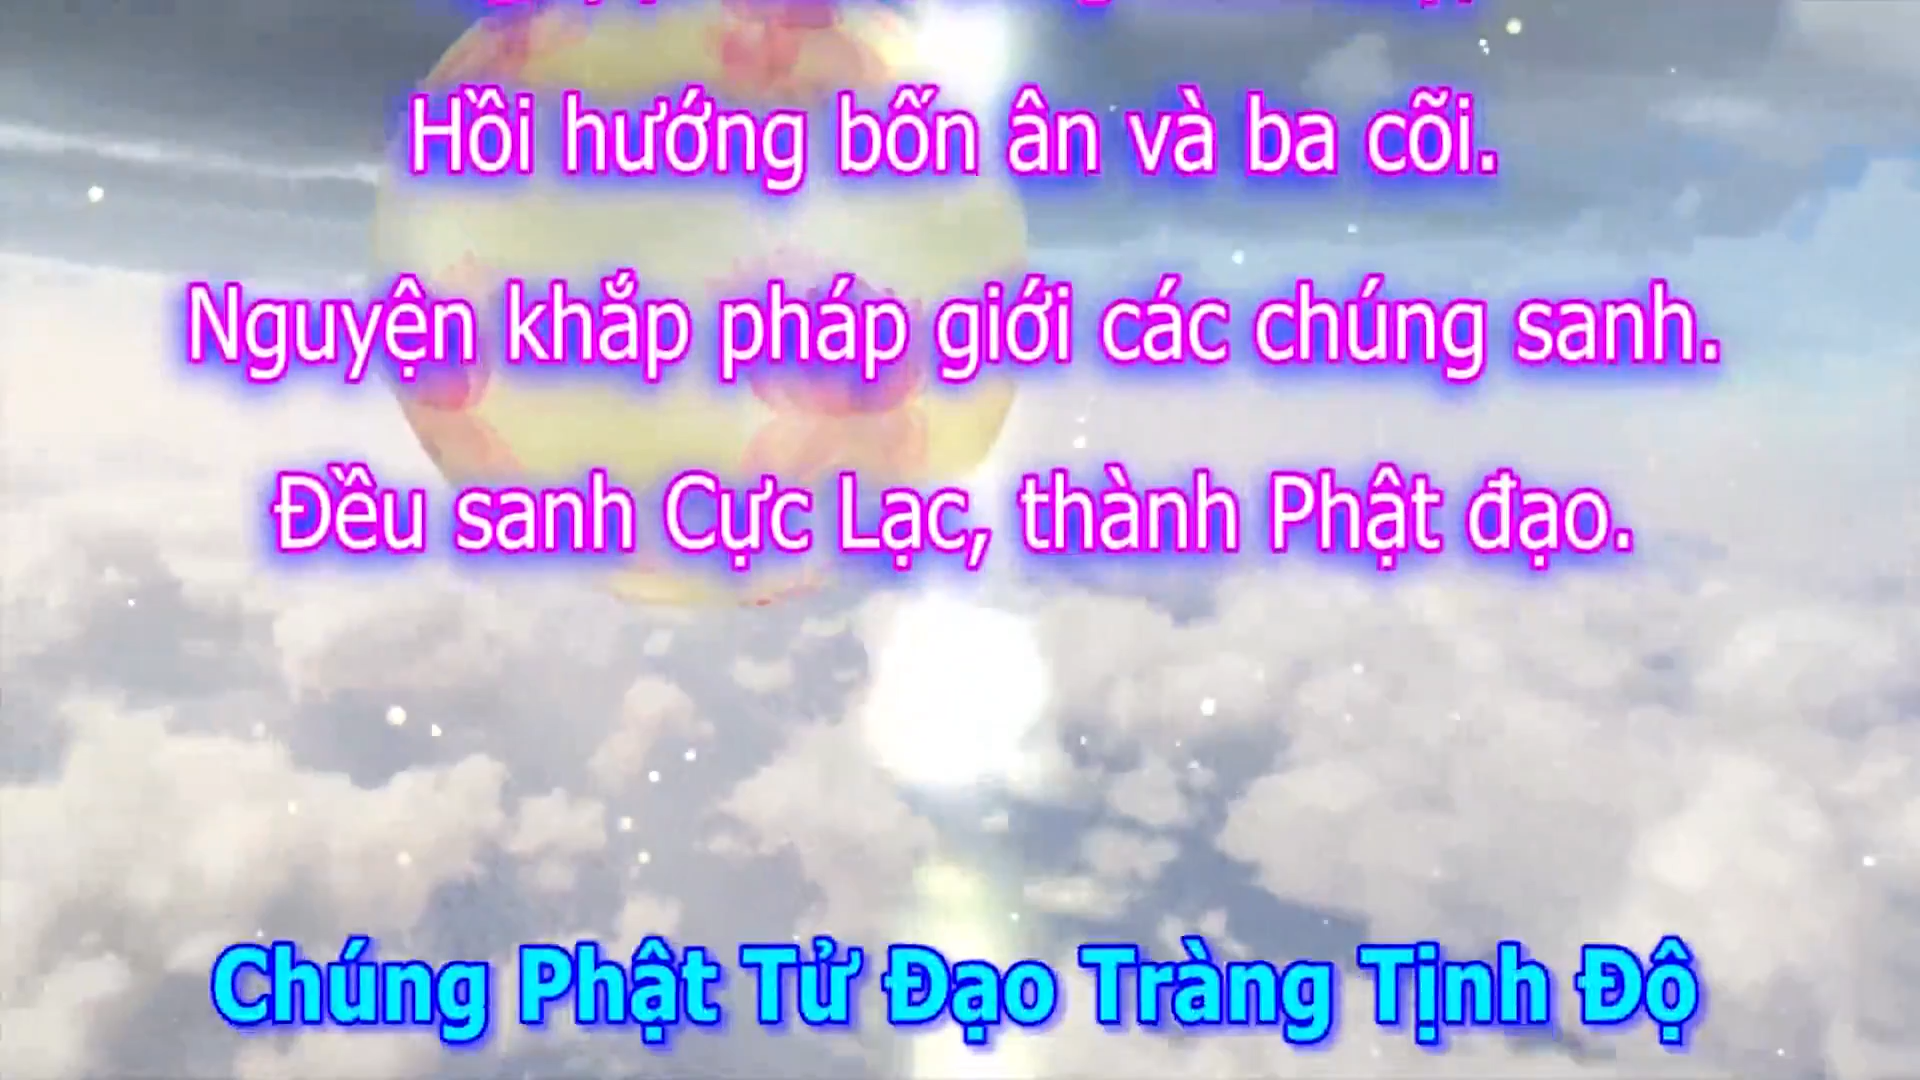 Hồi hướng bốn ân và ba cõi.
Nguyện khắp pháp giới các chúng sanh.
Đều sanh Cực Lạc, thành Phật đạo.
Chúng Phật Tử Đạo Tràng Tịnh Độ